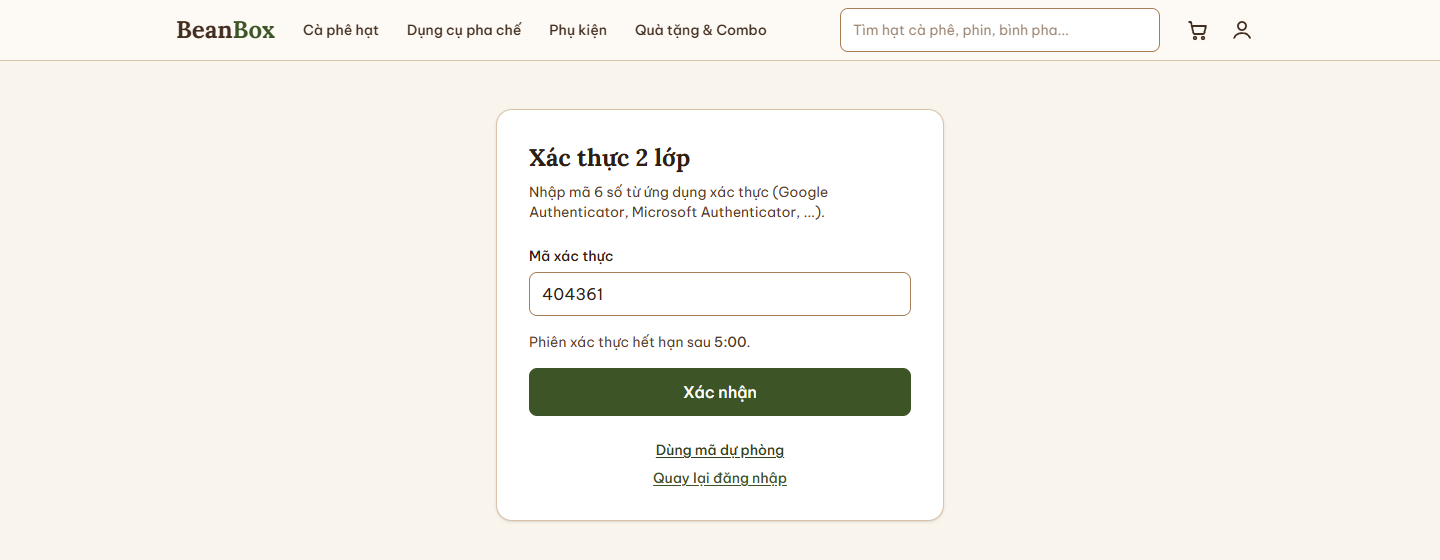 BeanBox Cà phê hạt Dụng cụ pha chế Phụ kiện Quà tặng & Combo Tìm hạt cà phê, phin, bình pha...
Xác thực 2 lớp
Nhập mã 6 số từ ứng dụng xác thực (Google
Authenticator, Microsoft Authenticator, ...).
Mã xác thực
404361
Phiên xác thực hết hạn sau 5:00.
Xác nhận
Dùng mã dự phòng
Quay lại đăng nhập